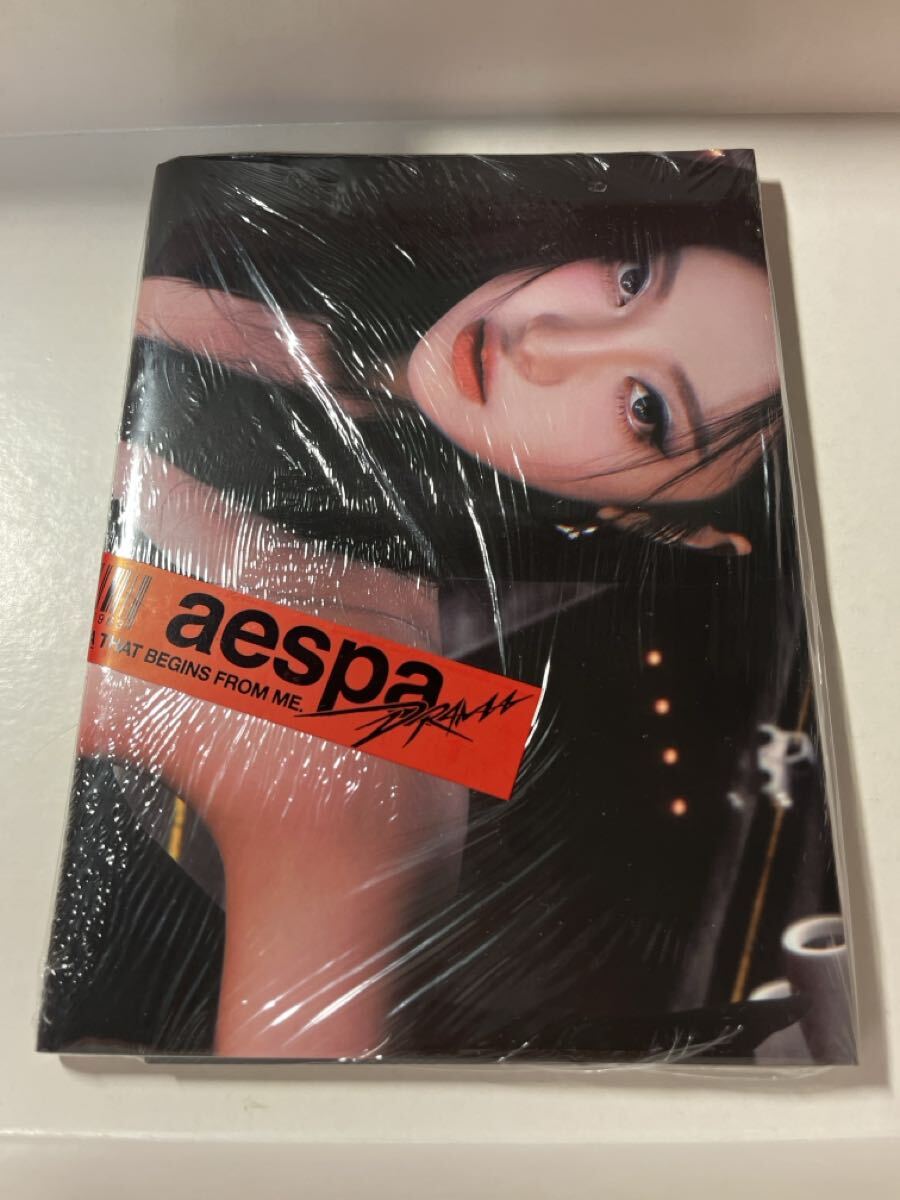 aespa
THAT BEGINS FROM ME.
DRAMA